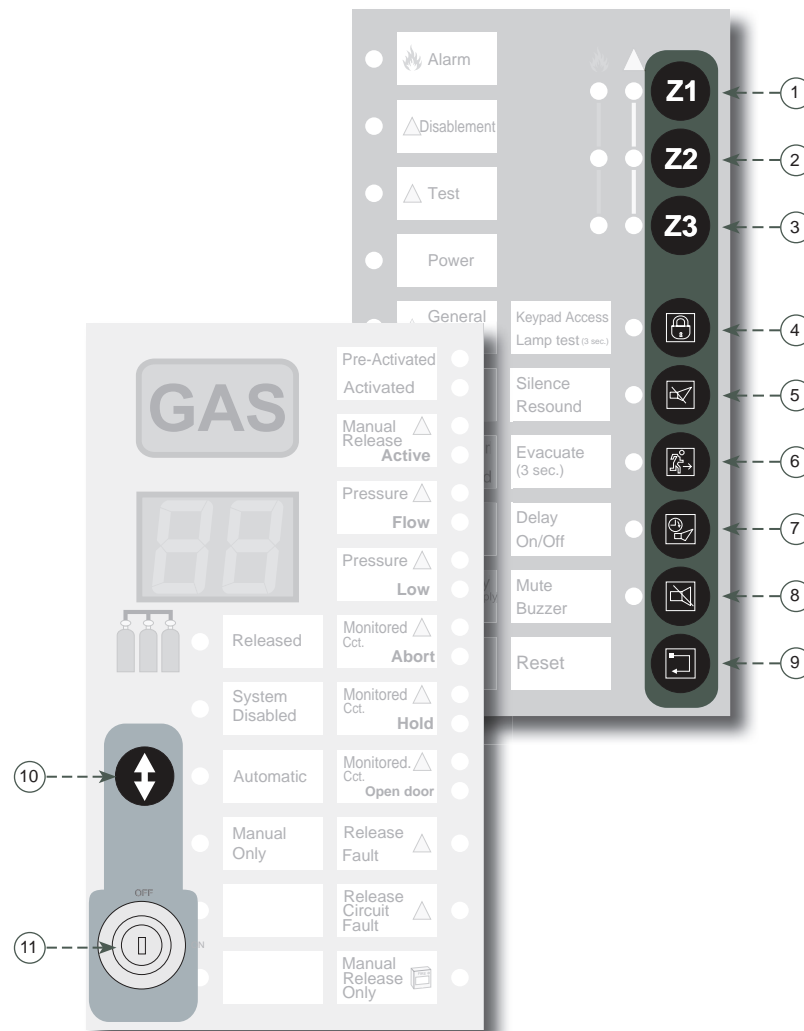 Alarm
Disablement
Test
Power
General
Z1
Z2
Z3
1
2
3
Keypad Access
Lamp test (3 sec.)
4
Silence
Resound
5
Evacuate
(3 sec.)
6
Delay
On/Off
7
Mute
Buzzer
8
Reset
9
GAS
88
Pre-Activated
Activated
Manual
Release
Active
Pressure
Flow
Pressure
Low
Released
Monitored
Cct.
Abort
System
Disabled
Monitored
Cct.
Hold
10
Automatic
Monitored.
Cct.
Open door
Manual
Only
Release
Fault
OFF
11
N
Release
Circuit
Fault
Manual
Release
Only